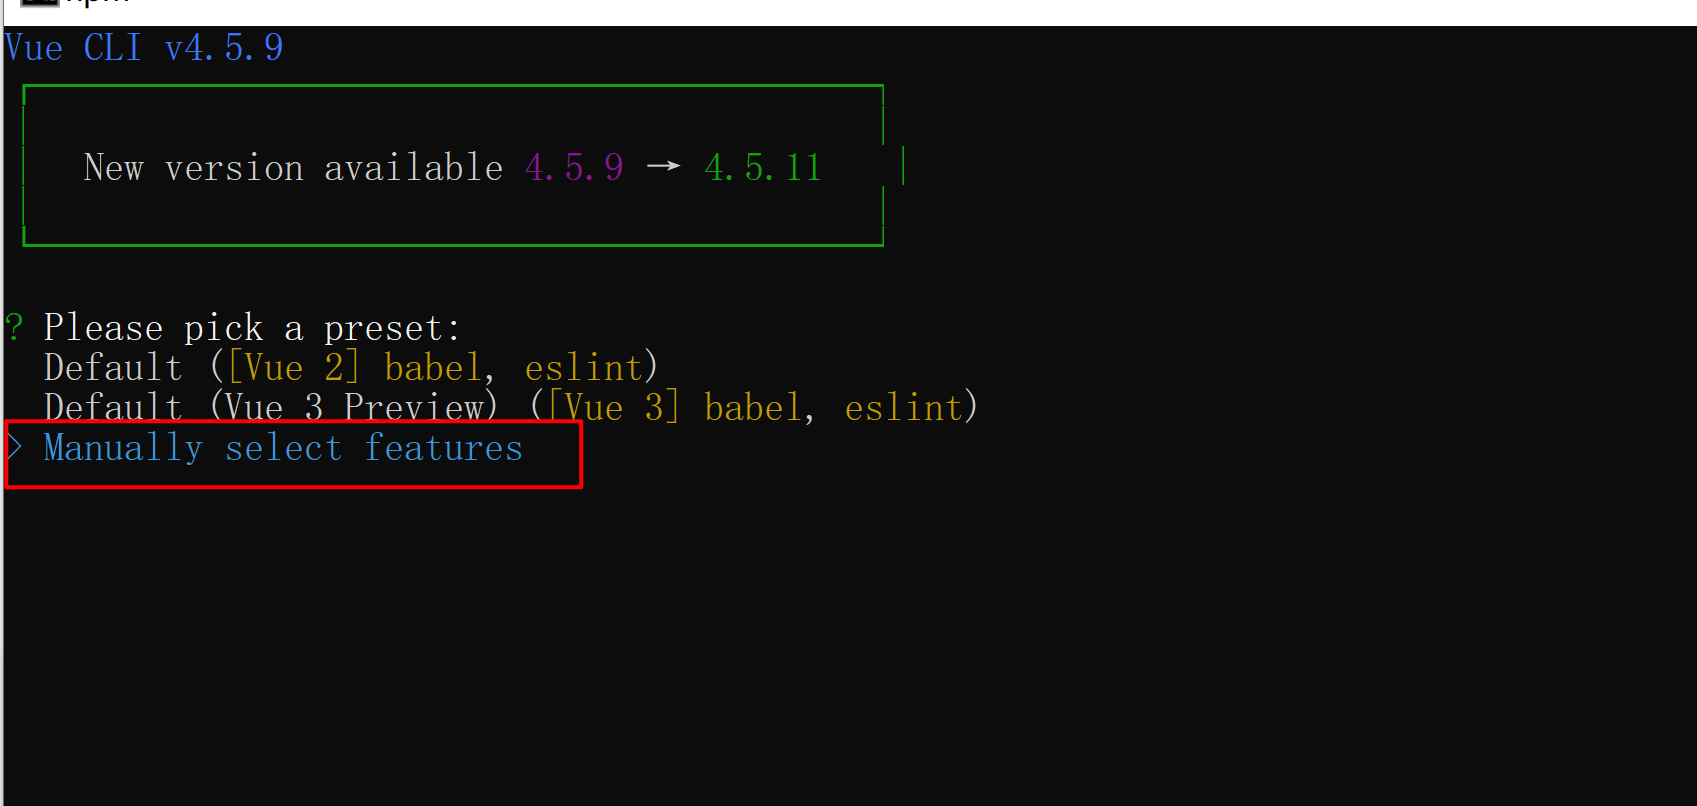 Vue CLI v4.5.9
New version available 4.5.9 → 4.5.11
? Please pick a preset:
Default ([Vue 2] babel, eslint)
Default (Vue 3 Preview) ([Vue 3] babel, eslint)
> Manually select features